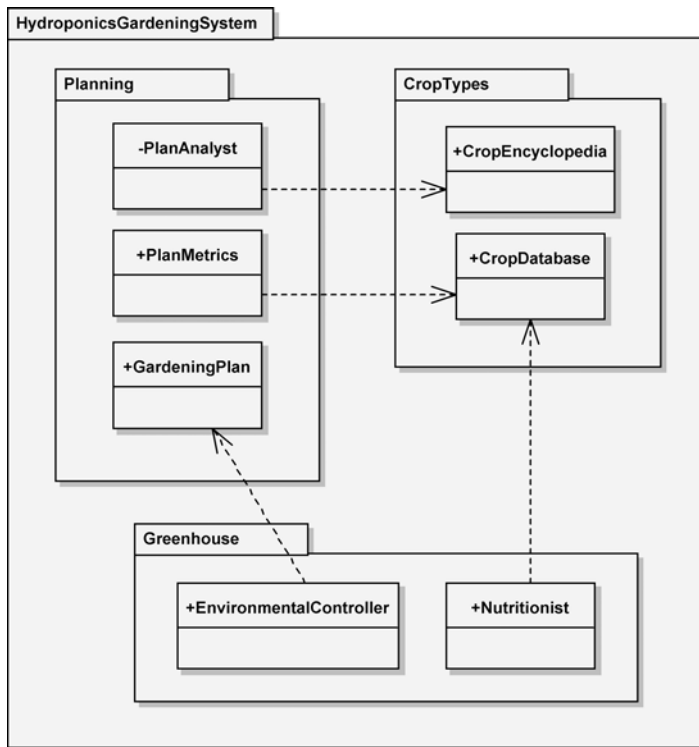 HydroponicsGardeningSystem
Planning
-PlanAnalyst
+PlanMetrics
+GardeningPlan
CropTypes
+CropEncyclopedia
+CropDatabase
Greenhouse
+EnvironmentalController
+Nutritionist